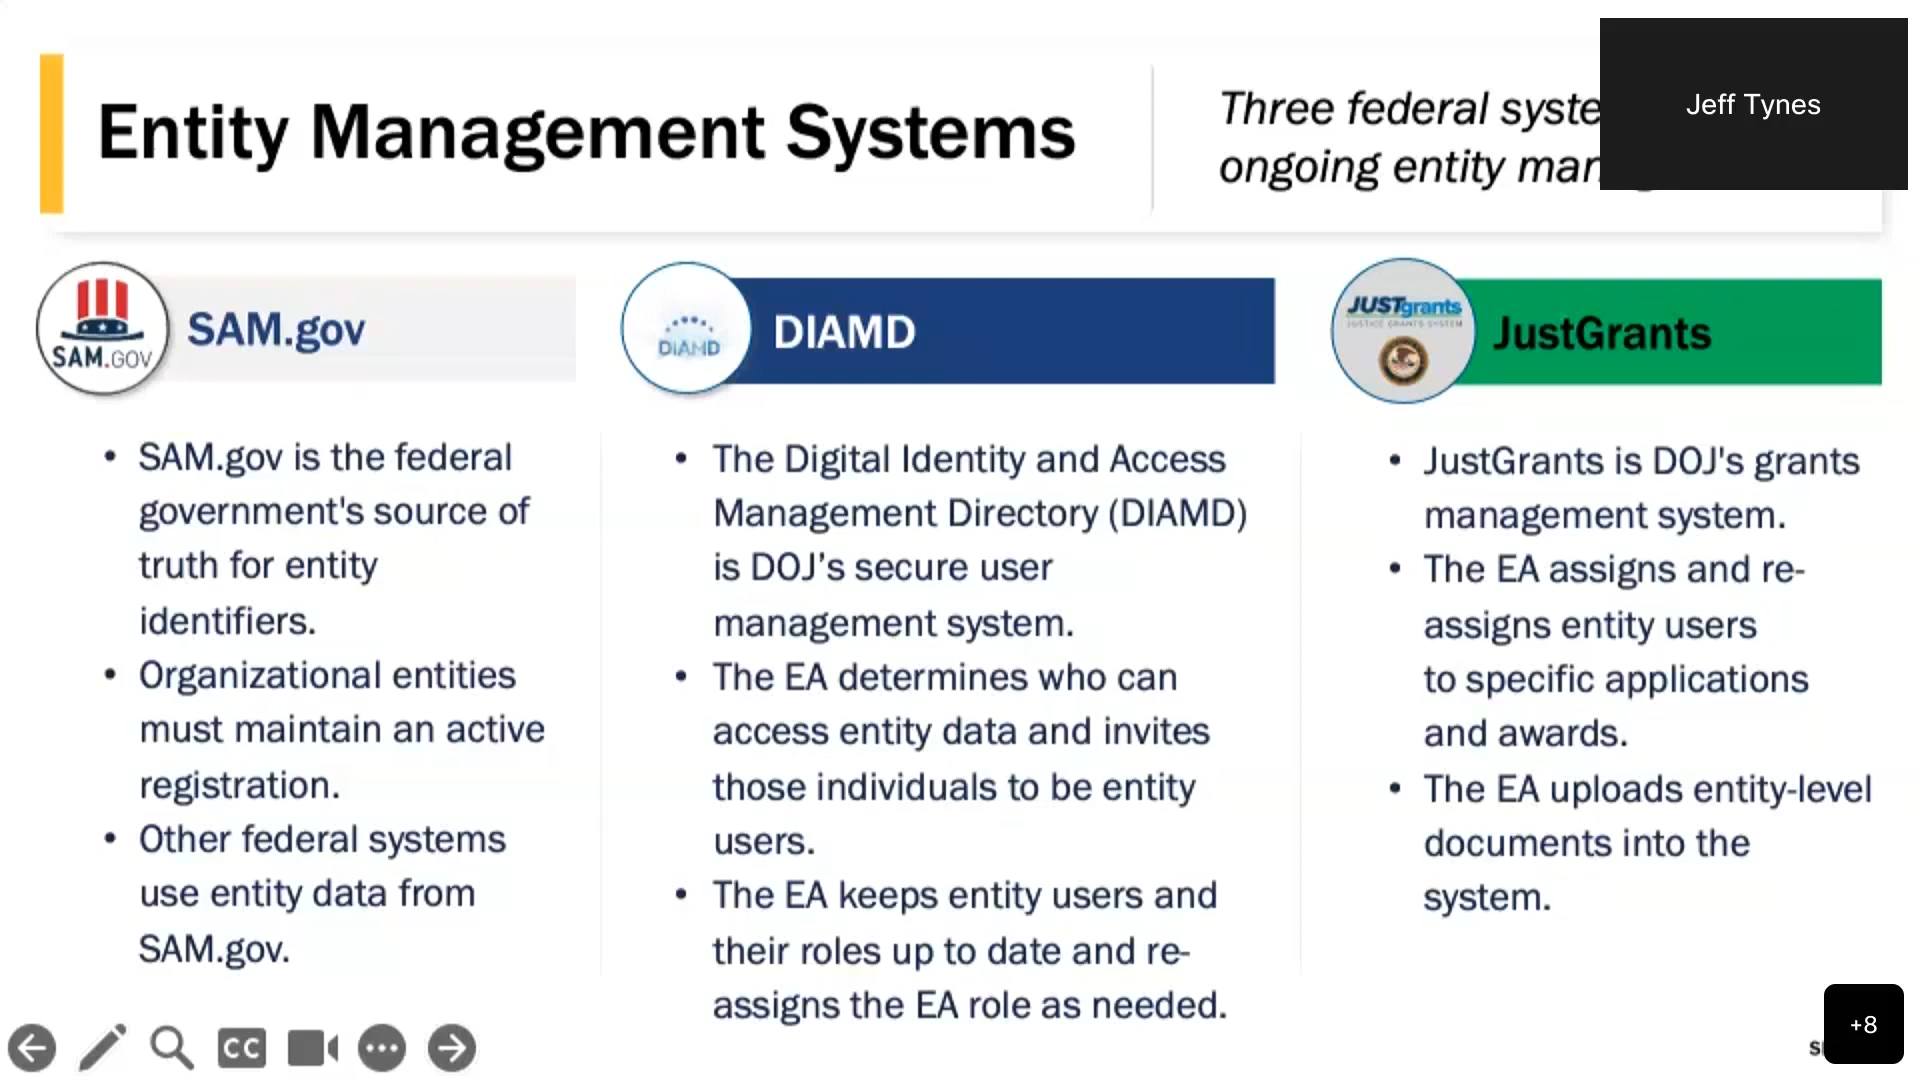 Entity Management Systems
Three federal syste
ongoing entity man
Jeff Tynes
SAM.GOV
SAM.gov
DIAMD
DIAMD
JUSTgrants
JUSTICE GRANTS SYSTEM
JustGrants
• SAM.gov is the federal
government's source of
truth for entity
identifiers.
• Organizational entities
must maintain an active
registration.
• Other federal systems
use entity data from
SAM.gov.
• The Digital Identity and Access
Management Directory (DIAMD)
is DOJ’s secure user
management system.
• The EA determines who can
access entity data and invites
those individuals to be entity
users.
• The EA keeps entity users and
their roles up to date and re-
assigns the EA role as needed.
• JustGrants is DOJ's grants
management system.
• The EA assigns and re-
assigns entity users
to specific applications
and awards.
• The EA uploads entity-level
documents into the
system.
CC
+8